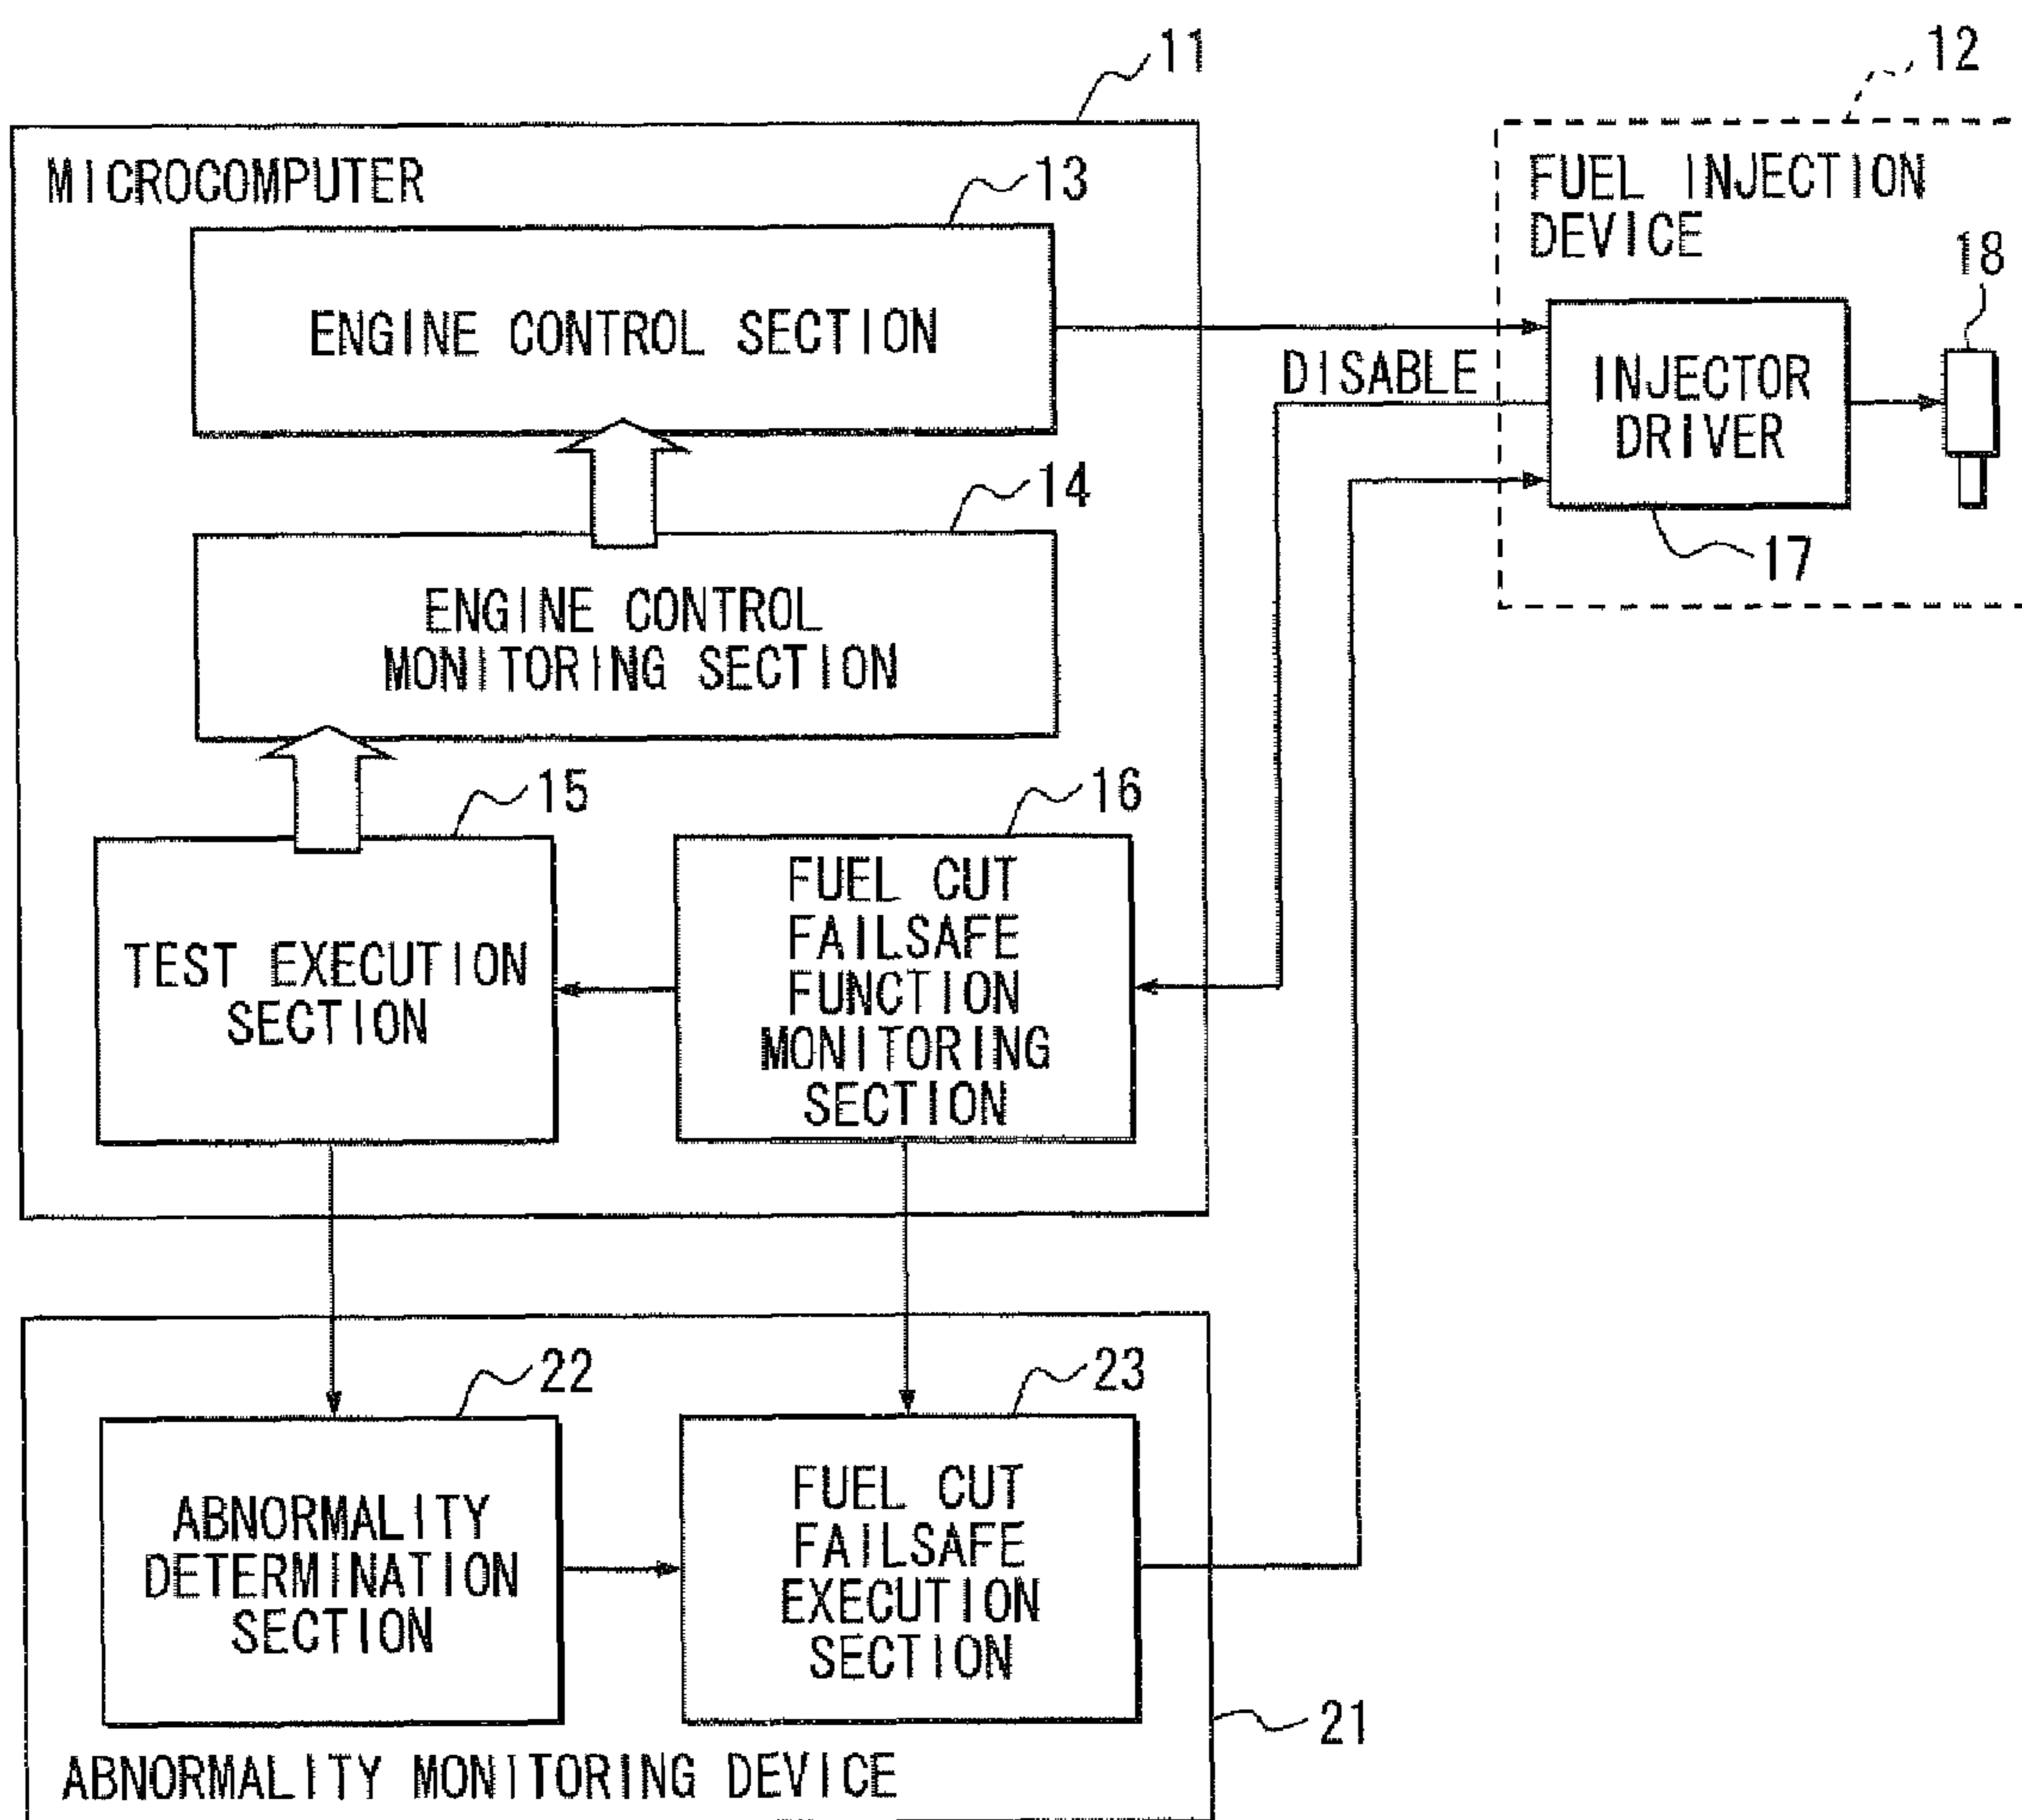 11
12
MICROCOMPUTER
13
FUEL INJECTION
DEVICE
18
ENGINE CONTROL SECTION
DISABLE
INJECTOR
DRIVER
14
17
ENGINE CONTROL
MONITORING SECTION
15
16
TEST EXECUTION
SECTION
FUEL CUT
FAILSAFE
FUNCTION
MONITORING
SECTION
22
23
ABNORMALITY
DETERMINATION
SECTION
FUEL CUT
FAILSAFE
EXECUTION
SECTION
21
ABNORMALITY MONITORING DEVICE